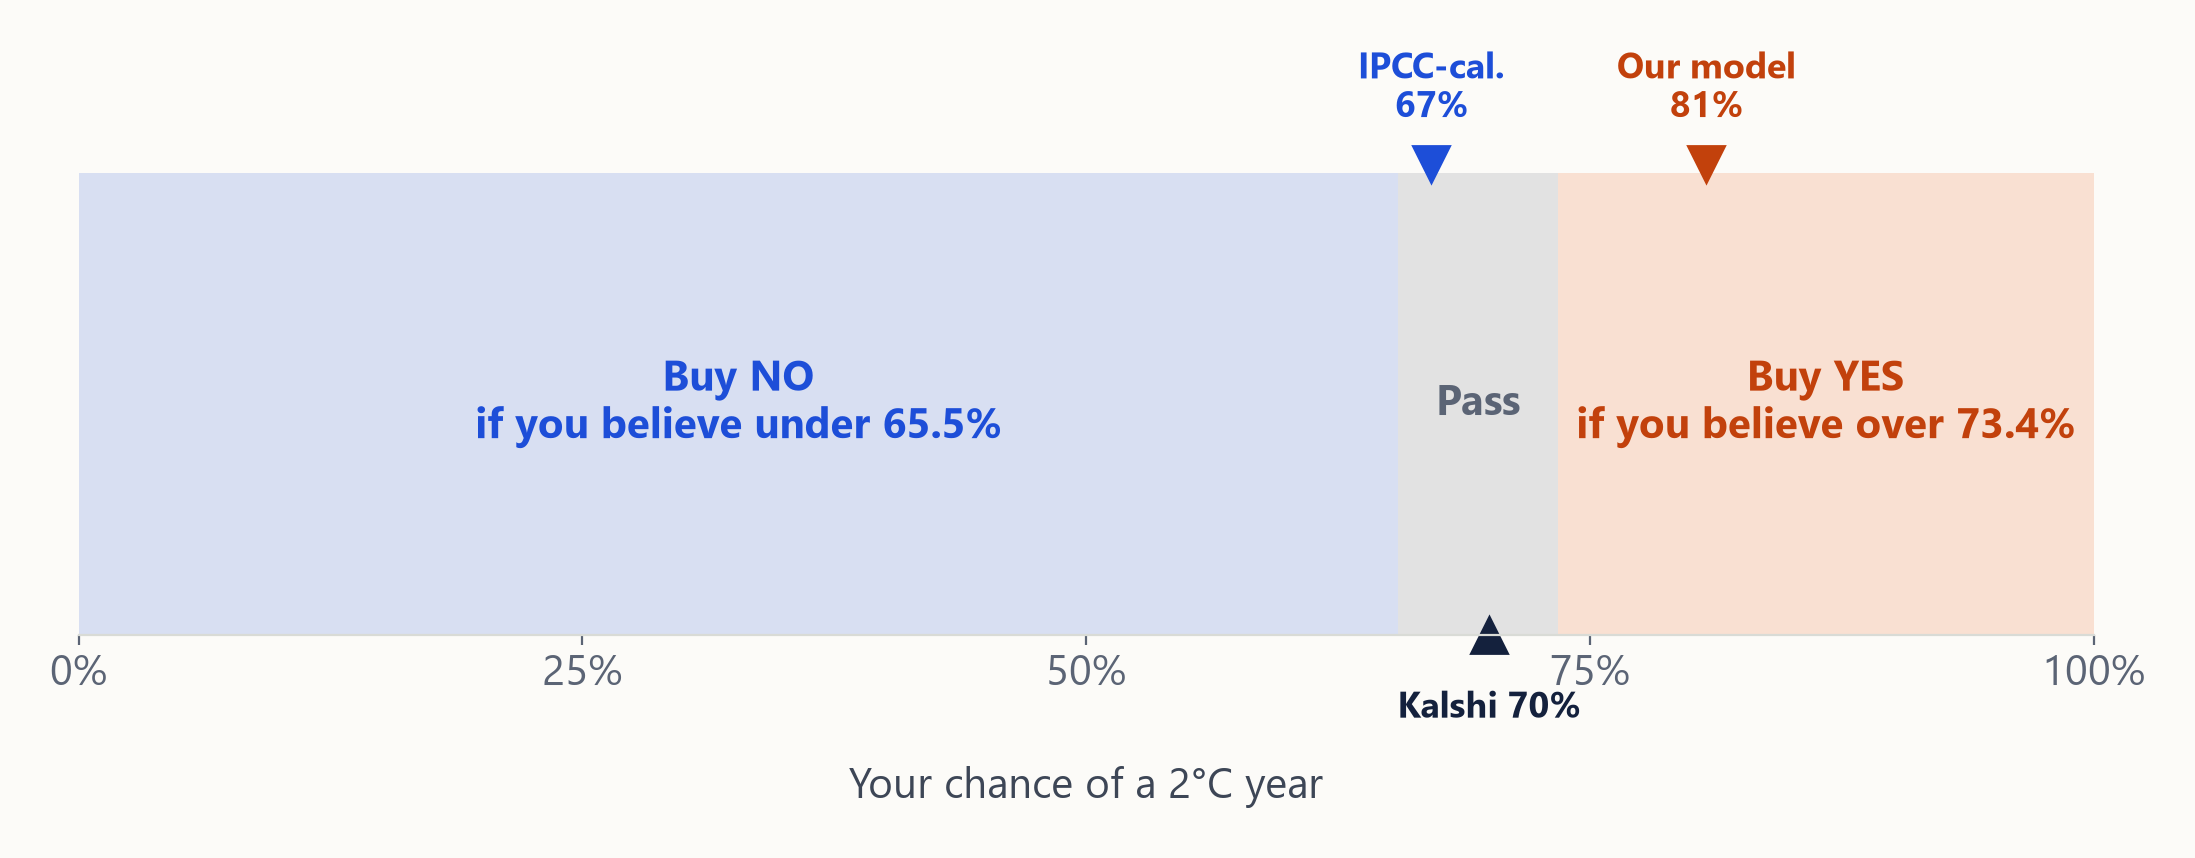 IPCC-cal.
67%
Our model
81%
Buy NO
if you believe under 65.5%
Pass
Buy YES
if you believe over 73.4%
0%
25%
50%
75%
100%
Kalshi 70%
Your chance of a 2°C year